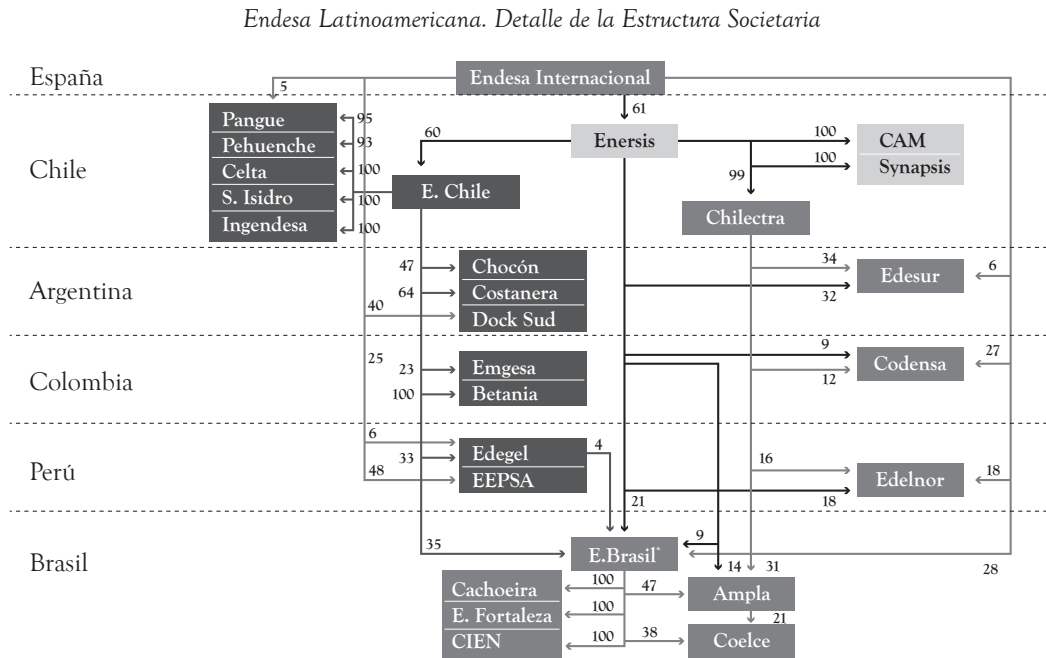 Endesa Latinoamericana. Detalle de la Estructura Societaria
España
Endesa Internacional
5
61
Chile
Pangue
Pehuenche
Celta
S. Isidro
Ingendesa
95
93
100
100
100
60
E. Chile
Enersis
100
100
99
CAM
Synapsis
Chilectra
Argentina
47
64
40
Chocón
Costanera
Dock Sud
34
32
Edesur
6
Colombia
25
23
100
Emgesa
Betania
9
12
Codensa
27
Perú
6
33
48
Edegel
EEPSA
4
21
16
18
Edelnor
18
Brasil
35
E.Brasil*
9
14
31
28
Cachoeira
E. Fortaleza
CIEN
100
100
100
47
38
Ampla
21
Coelce